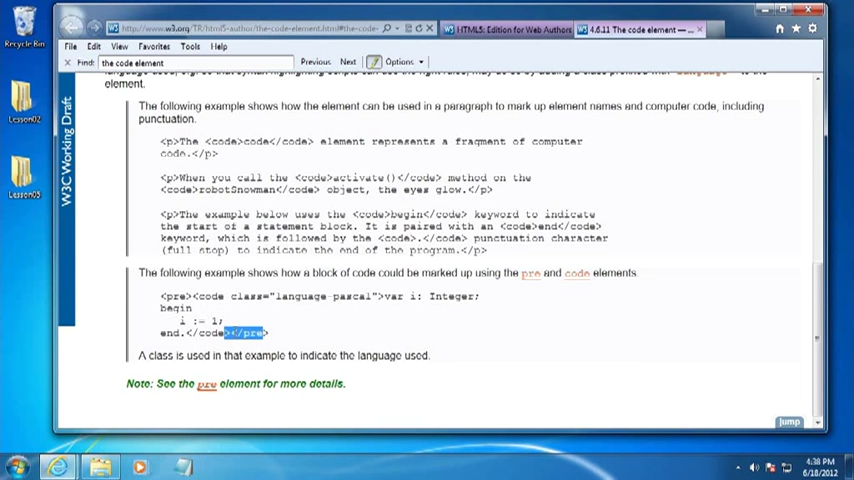 http://www.w3.org/TR/html5-author/the-code-element.html#the-code-
HTML5: Edition for Web Authors
4.6.11 The code element — ...
File Edit View Favorites Tools Help
Find: the code element Previous Next Options
element.
The following example shows how the element can be used in a paragraph to mark up element names and computer code, including
punctuation.
<p>The <code>code</code> element represents a fragment of computer
code.</p>
<p>When you call the <code>activate()</code> method on the
<code>robotSnowman</code> object, the eyes glow.</p>
<p>The example below uses the <code>begin</code> keyword to indicate
the start of a statement block. It is paired with an <code>end</code>
keyword, which is followed by the <code>.</code> punctuation character
(full stop) to indicate the end of the program.</p>
The following example shows how a block of code could be marked up using the pre and code elements.
<pre><code class="language-pascal">var i: Integer;
begin
i := 1;
end.</code></pre>
A class is used in that example to indicate the language used.
Note: See the pre element for more details.
W3C Working Draft
jump
Recycle Bin
Lesson02
Lesson03
4:38 PM
6/18/2012